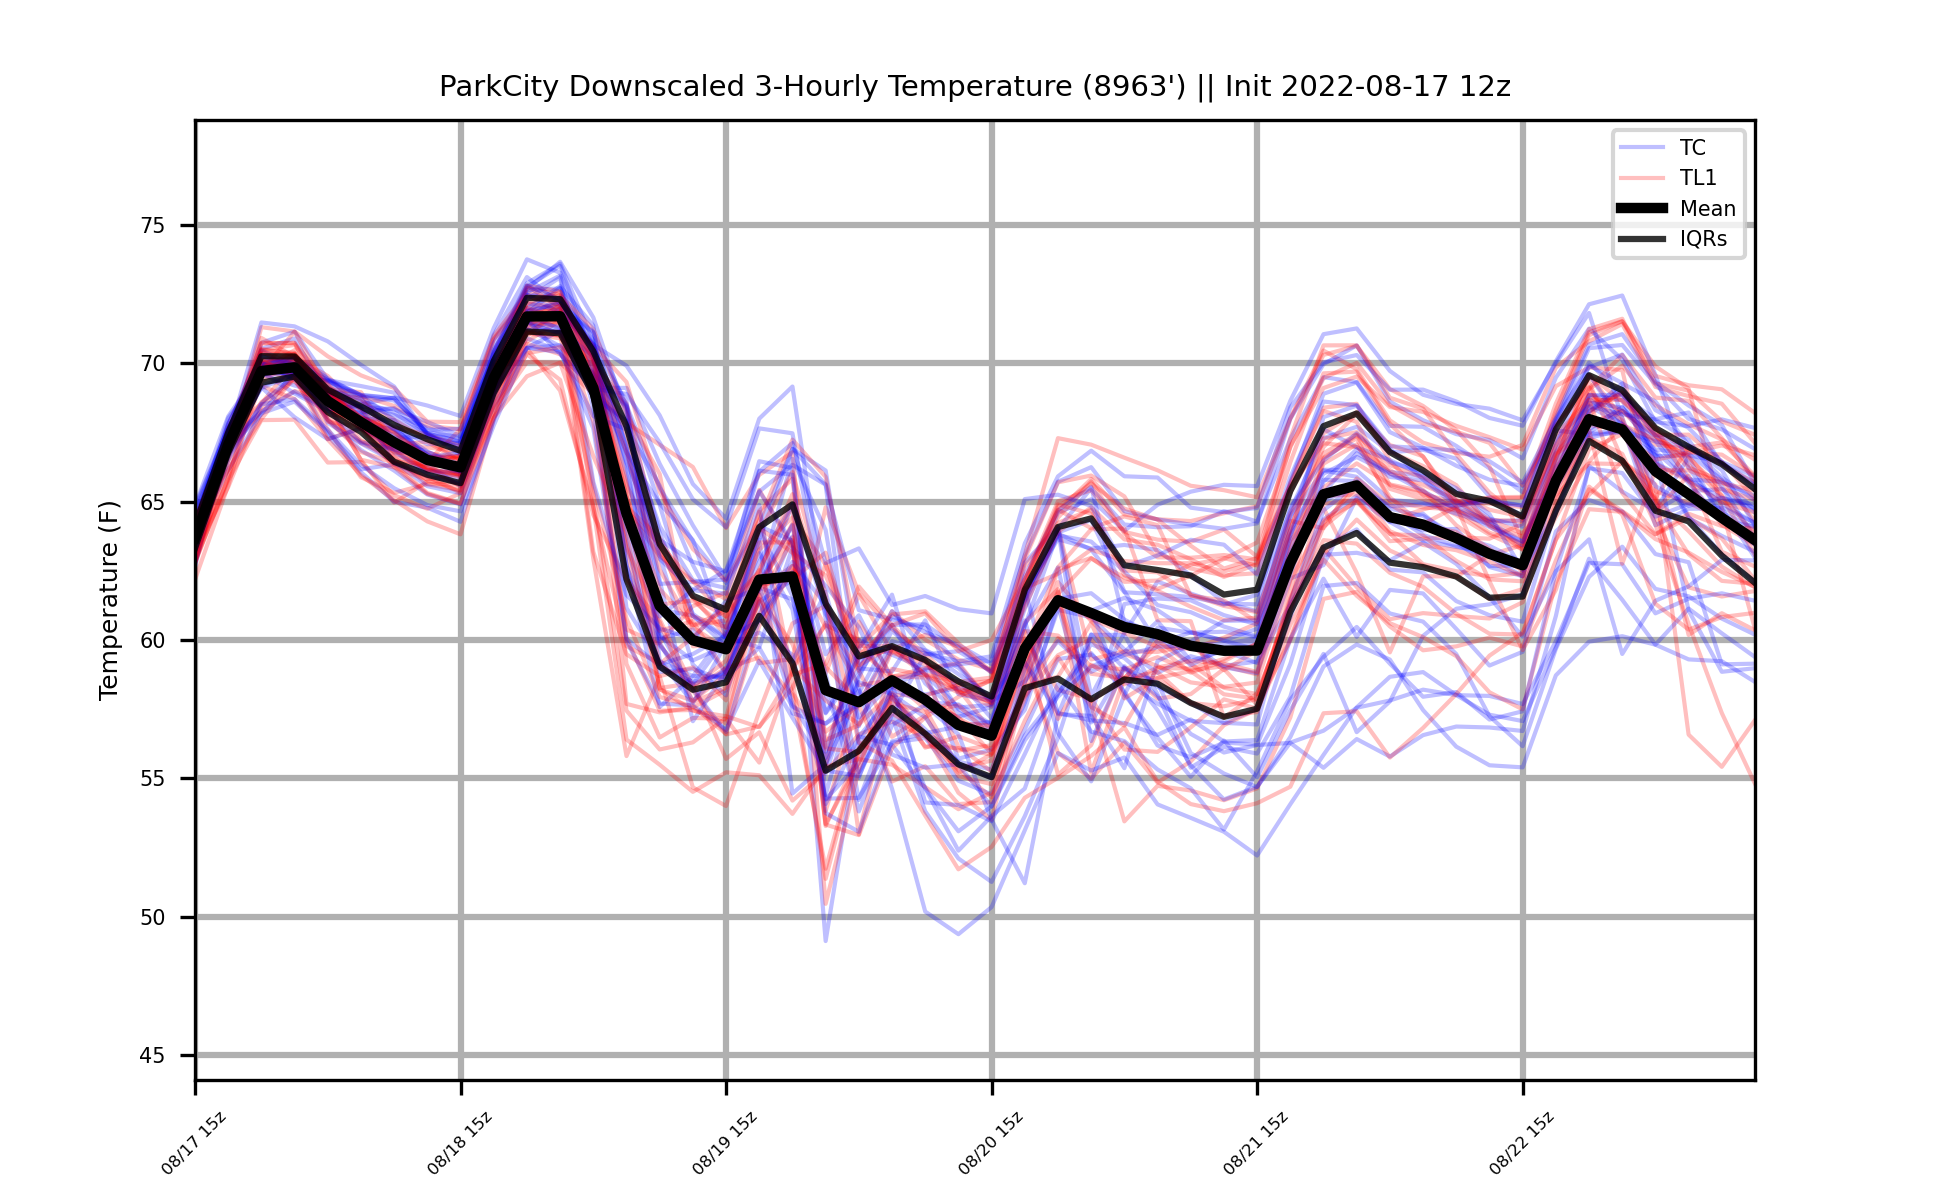 ParkCity Downscaled 3-Hourly Temperature (8963') || Init 2022-08-17 12z
TC
TL1
Mean
IQRs
Temperature (F)
75
70
65
60
55
50
45
08/17 15z
08/18 15z
08/19 15z
08/20 15z
08/21 15z
08/22 15z